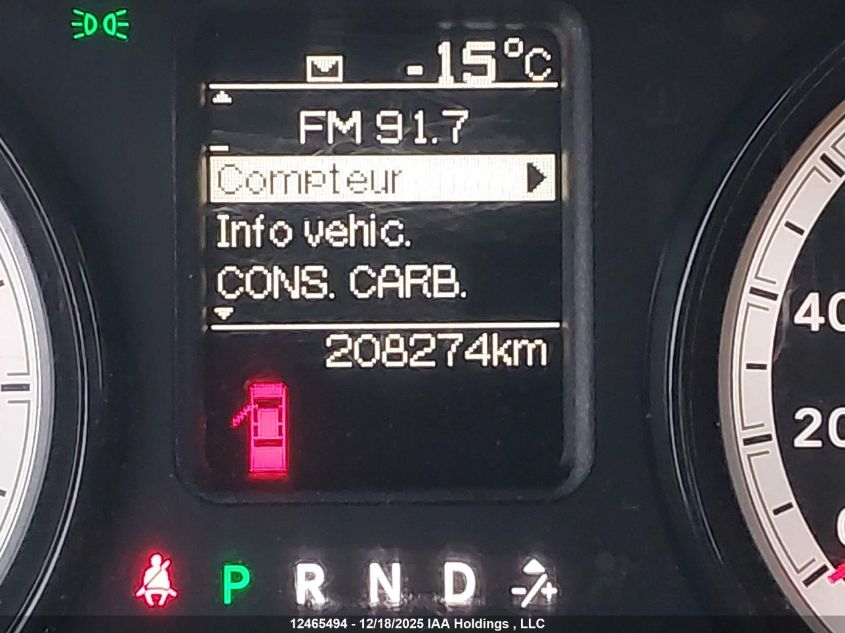 -15°C
FM 91.7
Compteur
Info vehic.
CONS. CARB.
208274km
40
20
0
P R N D -/+
12465494 - 12/18/2025 IAA Holdings , LLC